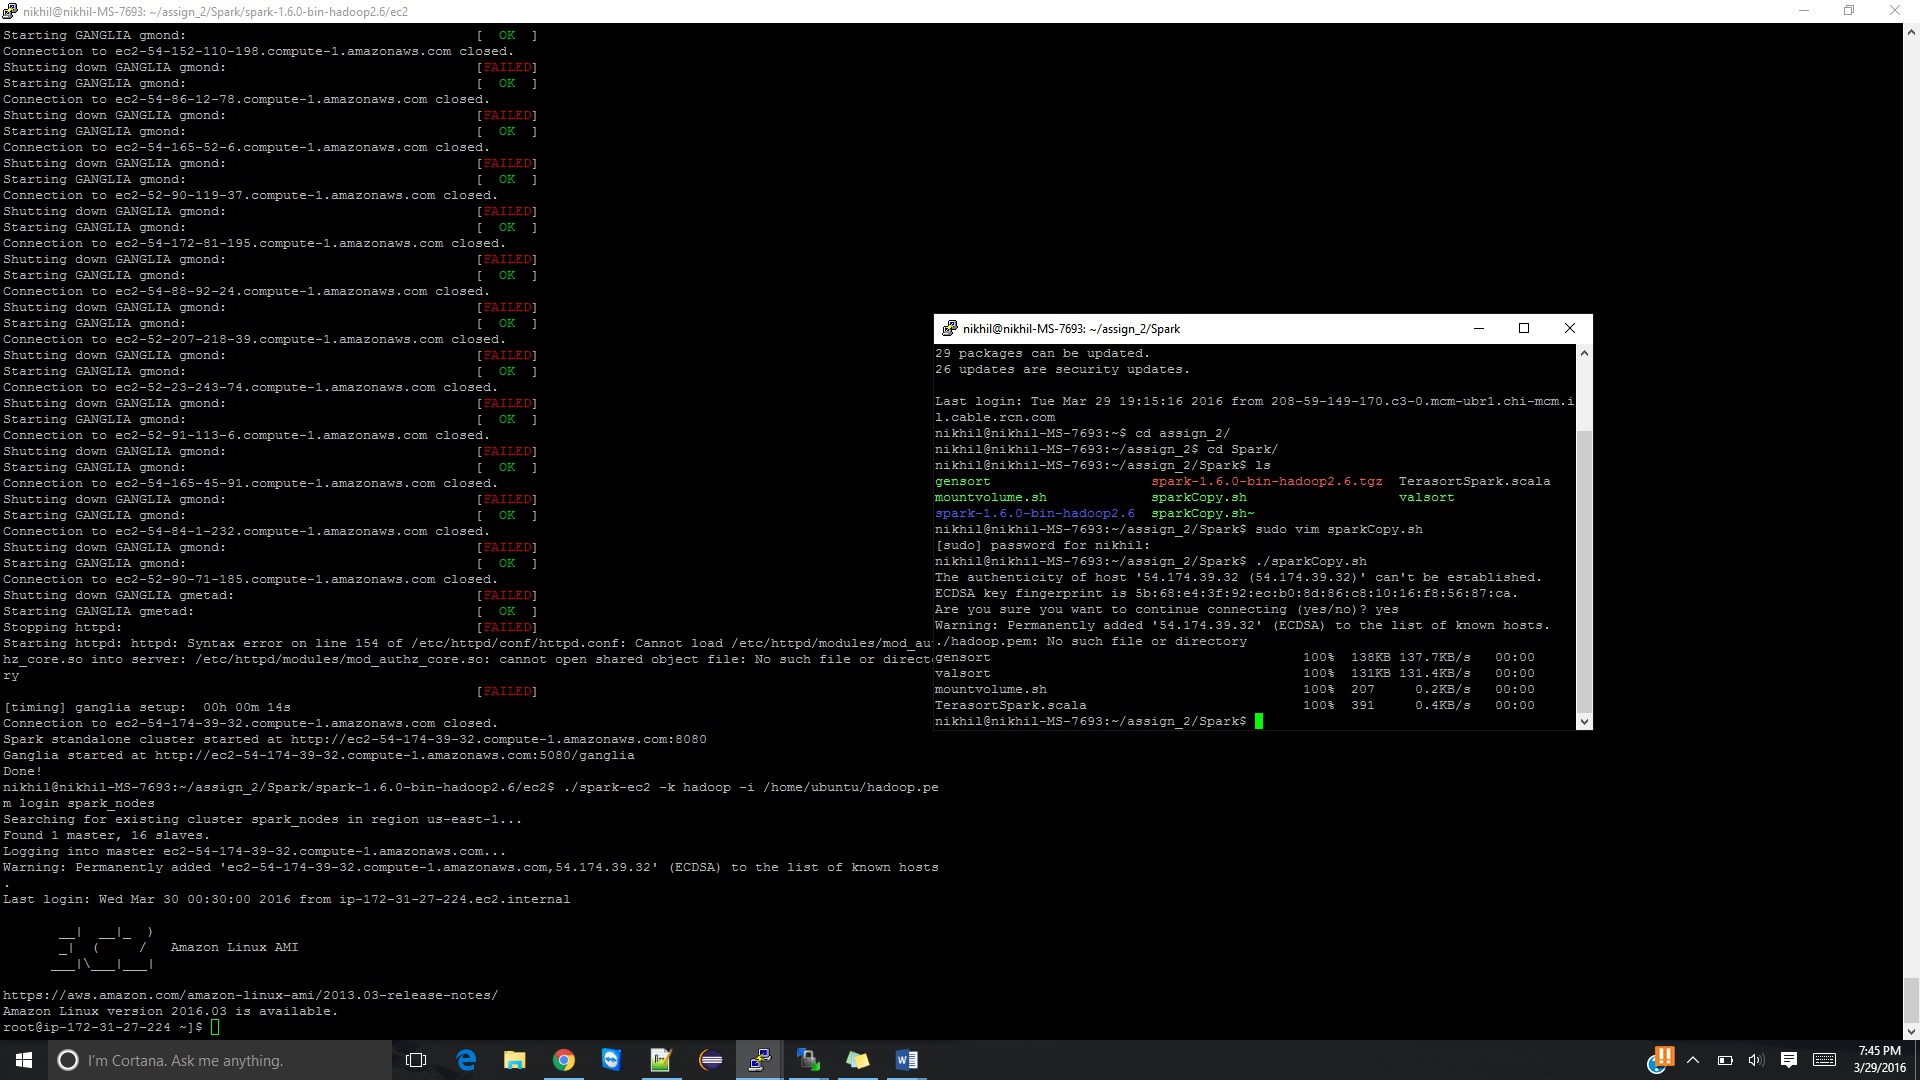 nikhil@nikhil-MS-7693: ~/assign_2/Spark/spark-1.6.0-bin-hadoop2.6/ec2
Starting GANGLIA gmond: [ OK ]
Connection to ec2-54-152-110-198.compute-1.amazonaws.com closed.
Shutting down GANGLIA gmond: [FAILED]
Starting GANGLIA gmond: [ OK ]
Connection to ec2-54-86-12-78.compute-1.amazonaws.com closed.
Shutting down GANGLIA gmond: [FAILED]
Starting GANGLIA gmond: [ OK ]
Connection to ec2-54-165-52-6.compute-1.amazonaws.com closed.
Shutting down GANGLIA gmond: [FAILED]
Starting GANGLIA gmond: [ OK ]
Connection to ec2-52-90-119-37.compute-1.amazonaws.com closed.
Shutting down GANGLIA gmond: [FAILED]
Starting GANGLIA gmond: [ OK ]
Connection to ec2-54-172-81-195.compute-1.amazonaws.com closed.
Shutting down GANGLIA gmond: [FAILED]
Starting GANGLIA gmond: [ OK ]
Connection to ec2-54-88-92-24.compute-1.amazonaws.com closed.
Shutting down GANGLIA gmond: [FAILED]
Starting GANGLIA gmond: [ OK ]
Connection to ec2-52-207-218-39.compute-1.amazonaws.com closed.
Shutting down GANGLIA gmond: [FAILED]
Starting GANGLIA gmond: [ OK ]
Connection to ec2-52-23-243-74.compute-1.amazonaws.com closed.
Shutting down GANGLIA gmond: [FAILED]
Starting GANGLIA gmond: [ OK ]
Connection to ec2-52-91-113-6.compute-1.amazonaws.com closed.
Shutting down GANGLIA gmond: [FAILED]
Starting GANGLIA gmond: [ OK ]
Connection to ec2-54-165-45-91.compute-1.amazonaws.com closed.
Shutting down GANGLIA gmond: [FAILED]
Starting GANGLIA gmond: [ OK ]
Connection to ec2-54-84-1-232.compute-1.amazonaws.com closed.
Shutting down GANGLIA gmond: [FAILED]
Starting GANGLIA gmond: [ OK ]
Connection to ec2-52-90-71-185.compute-1.amazonaws.com closed.
Shutting down GANGLIA gmetad: [FAILED]
Starting GANGLIA gmetad: [ OK ]
Stopping httpd: [FAILED]
Starting httpd: httpd: Syntax error on line 154 of /etc/httpd/conf/httpd.conf: Cannot load /etc/httpd/modules/mod_aut
hz_core.so into server: /etc/httpd/modules/mod_authz_core.so: cannot open shared object file: No such file or directo
ry
[FAILED]
[timing] ganglia setup: 00h 00m 14s
Connection to ec2-54-174-39-32.compute-1.amazonaws.com closed.
Spark standalone cluster started at http://ec2-54-174-39-32.compute-1.amazonaws.com:8080
Ganglia started at http://ec2-54-174-39-32.compute-1.amazonaws.com:5080/ganglia
Done!
nikhil@nikhil-MS-7693:~/assign_2/Spark/spark-1.6.0-bin-hadoop2.6/ec2$ ./spark-ec2 -k hadoop -i /home/ubuntu/hadoop.pe
m login spark_nodes
Searching for existing cluster spark_nodes in region us-east-1...
Found 1 master, 16 slaves.
Logging into master ec2-54-174-39-32.compute-1.amazonaws.com...
Warning: Permanently added 'ec2-54-174-39-32.compute-1.amazonaws.com,54.174.39.32' (ECDSA) to the list of known hosts
.
Last login: Wed Mar 30 00:30:00 2016 from ip-172-31-27-224.ec2.internal
__| __|_ )
_| ( / Amazon Linux AMI
___|\___|___|
https://aws.amazon.com/amazon-linux-ami/2013.03-release-notes/
Amazon Linux version 2016.03 is available.
root@ip-172-31-27-224 ~]$
nikhil@nikhil-MS-7693: ~/assign_2/Spark
29 packages can be updated.
26 updates are security updates.
Last login: Tue Mar 29 19:15:16 2016 from 208-59-149-170.c3-0.mcm-ubr1.chi-mcm.i
l.cable.rcn.com
nikhil@nikhil-MS-7693:~$ cd assign_2/
nikhil@nikhil-MS-7693:~/assign_2$ cd Spark/
nikhil@nikhil-MS-7693:~/assign_2/Spark$ ls
gensort spark-1.6.0-bin-hadoop2.6.tgz TerasortSpark.scala
mountvolume.sh sparkCopy.sh valsort
spark-1.6.0-bin-hadoop2.6 sparkCopy.sh~
nikhil@nikhil-MS-7693:~/assign_2/Spark$ sudo vim sparkCopy.sh
[sudo] password for nikhil:
nikhil@nikhil-MS-7693:~/assign_2/Spark$ ./sparkCopy.sh
The authenticity of host '54.174.39.32 (54.174.39.32)' can't be established.
ECDSA key fingerprint is 5b:68:e4:3f:92:ec:b0:8d:86:c8:10:16:f8:56:87:ca.
Are you sure you want to continue connecting (yes/no)? yes
Warning: Permanently added '54.174.39.32' (ECDSA) to the list of known hosts.
./hadoop.pem: No such file or directory
gensort 100% 138KB 137.7KB/s 00:00
valsort 100% 131KB 131.4KB/s 00:00
mountvolume.sh 100% 207 0.2KB/s 00:00
TerasortSpark.scala 100% 391 0.4KB/s 00:00
nikhil@nikhil-MS-7693:~/assign_2/Spark$
I'm Cortana. Ask me anything.
7:45 PM
3/29/2016